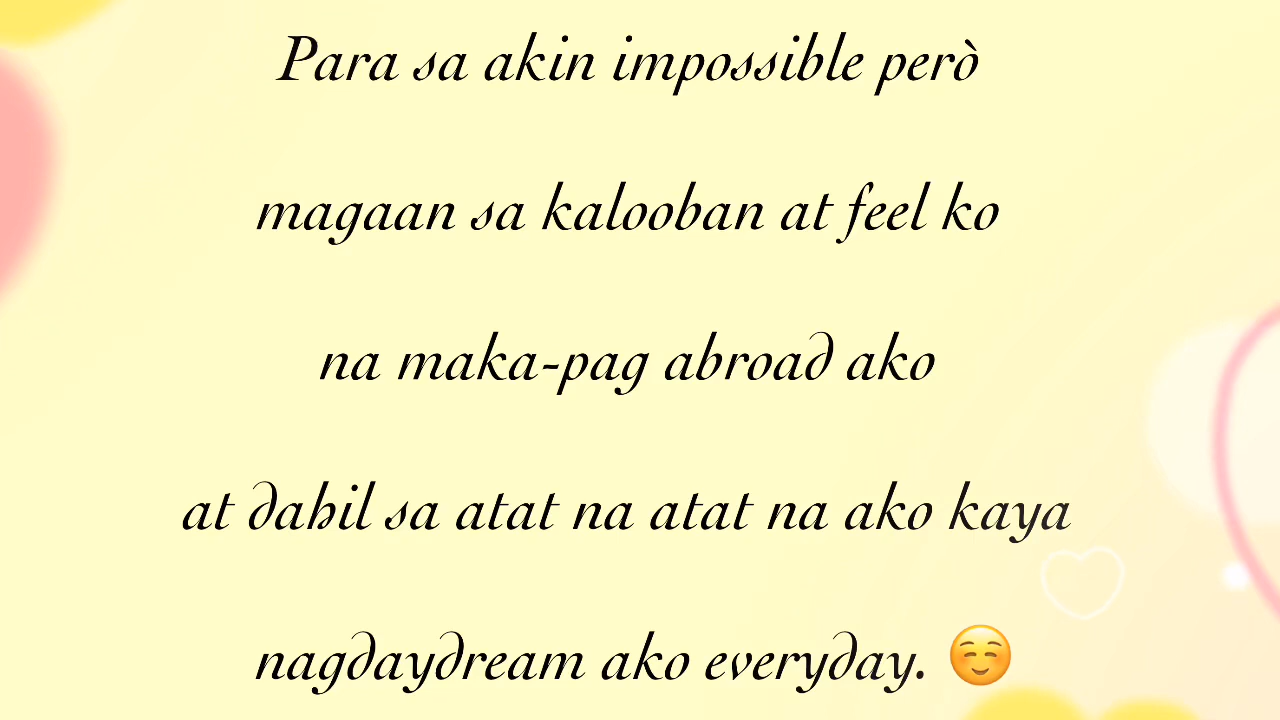 Para sa akin impossible però
magaan sa kalooban at feel ko
na maka-pag abroad ako
at dahil sa atat na atat na ako kaya
nagdaydream ako everyday. ☺️